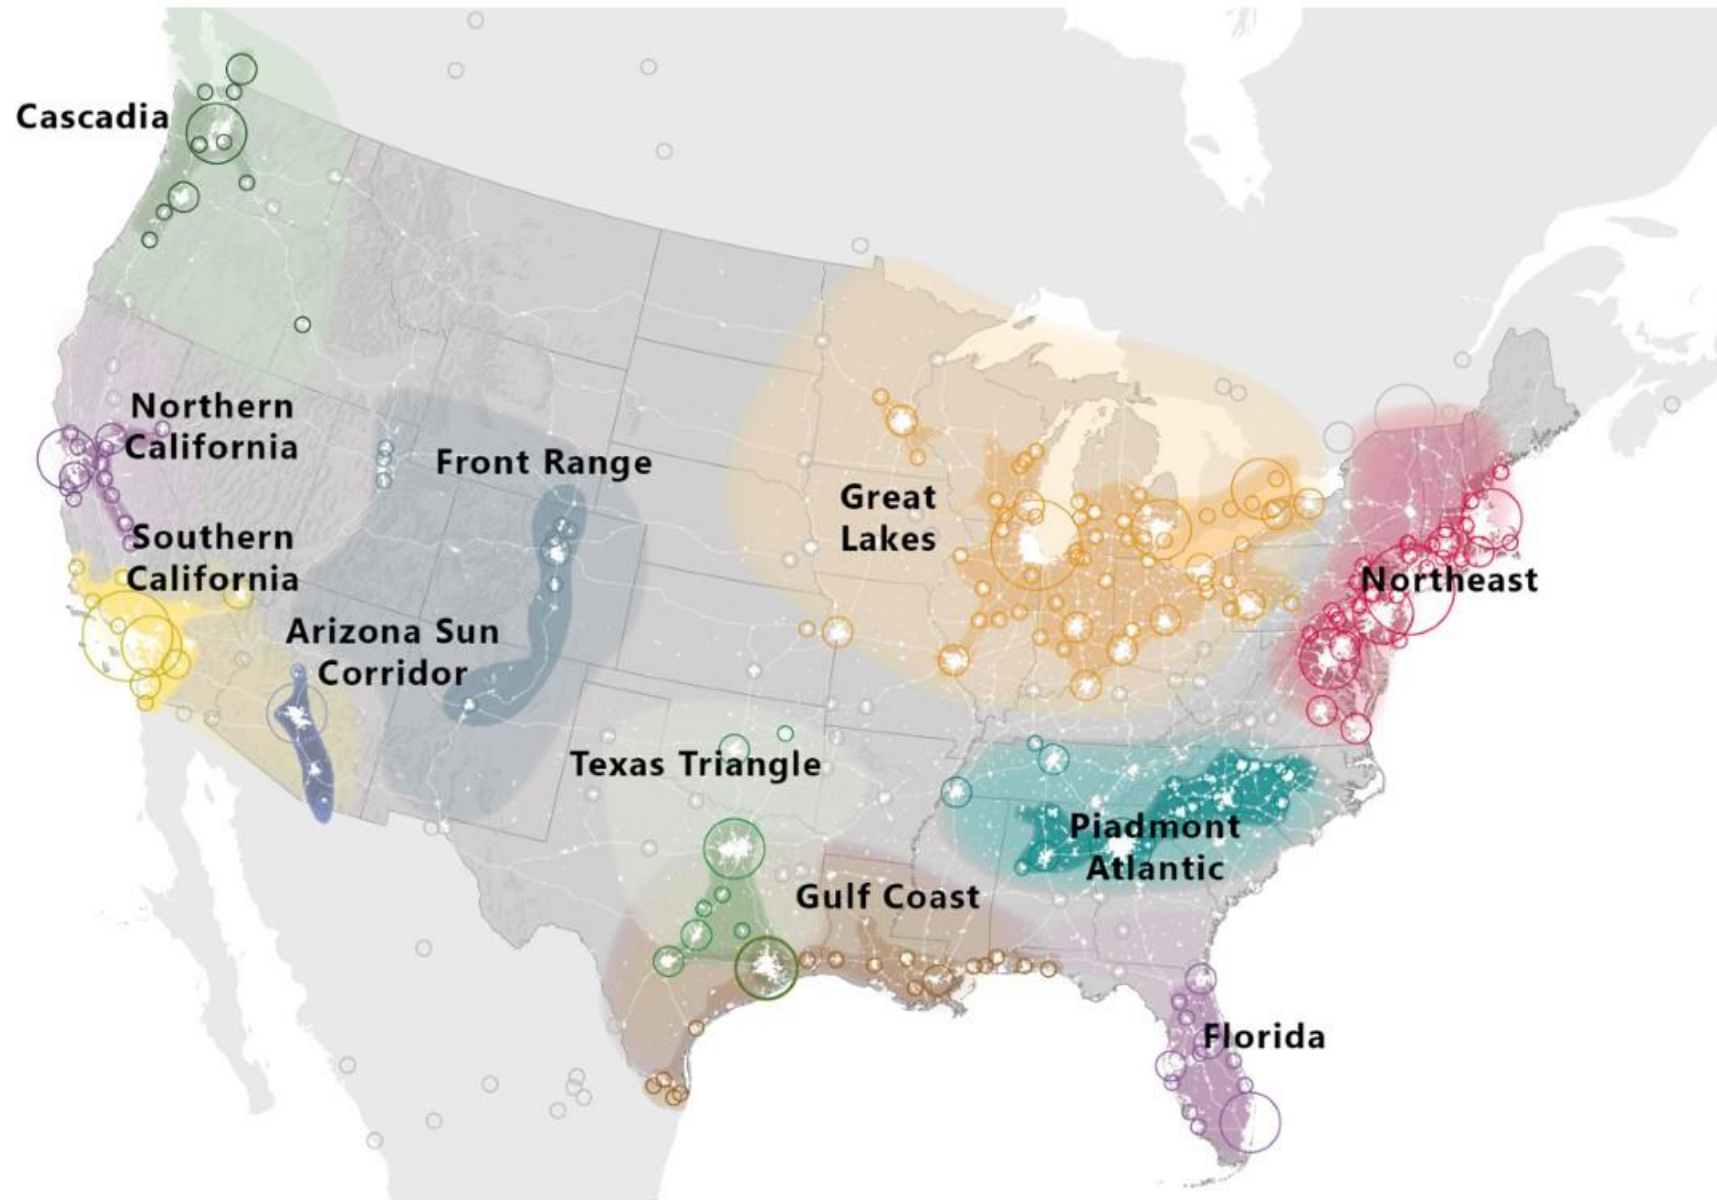 Cascadia
Northern
California
Front Range
Great
Lakes
Southern
California
Northeast
Arizona Sun
Corridor
Texas Triangle
Piadmont
Atlantic
Gulf Coast
Florida